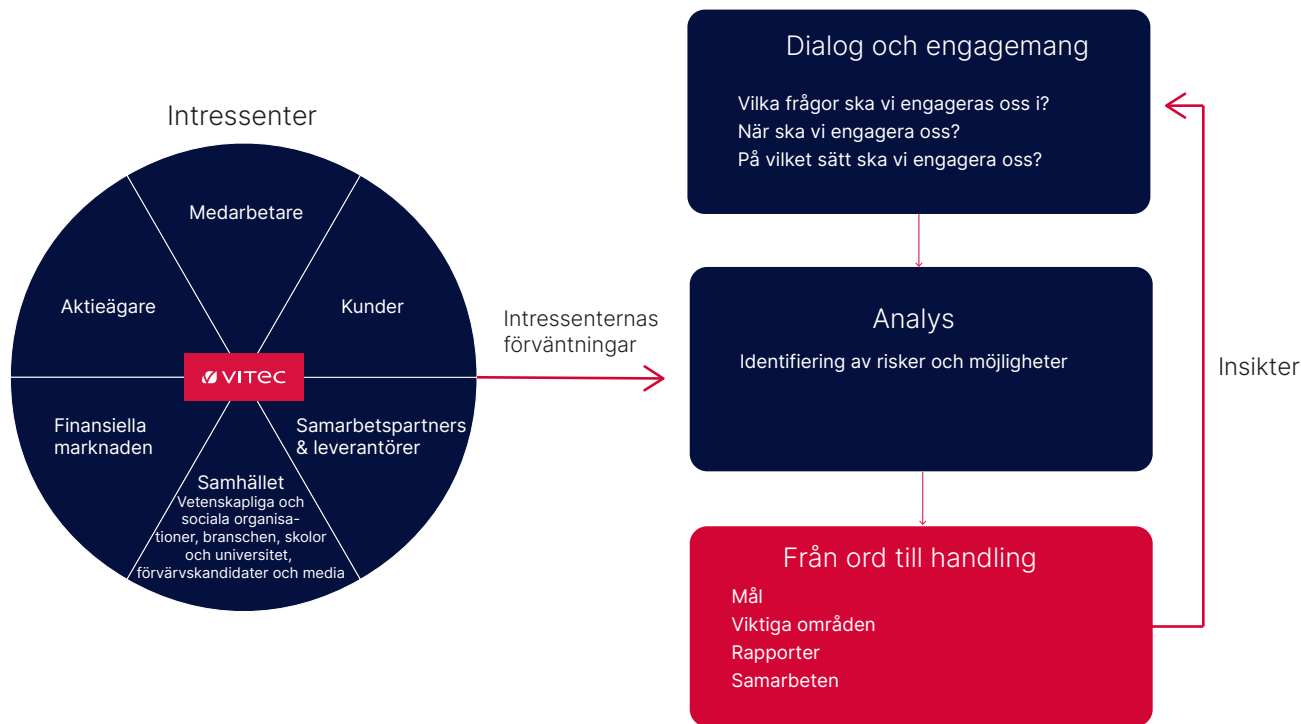 Intressenter
Medarbetare
Aktieägare
Kunder
VITEC
Finansiella
marknaden
Samarbetspartners
& leverantörer
Samhället
Vetenskapliga och
sociala organisa-
tioner, branschen, skolor
och universitet,
förvärvskandidater och media
Intressenternas
förväntningar
Dialog och engagemang
Vilka frågor ska vi engageras oss i?
När ska vi engagera oss?
På vilket sätt ska vi engagera oss?
Analys
Identifiering av risker och möjligheter
Från ord till handling
Mål
Viktiga områden
Rapporter
Samarbeten
Insikter